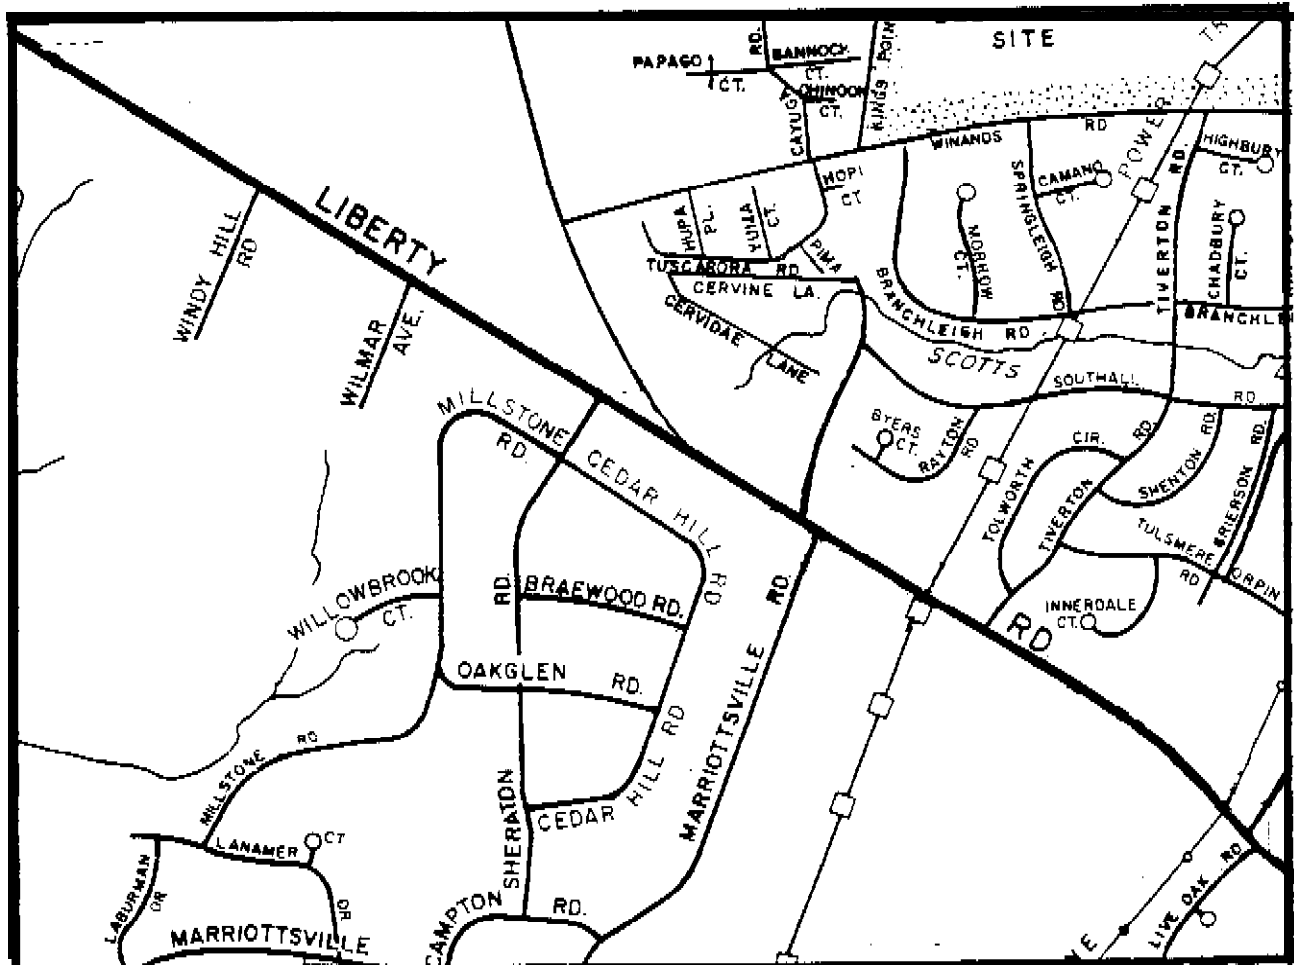 SITE
TR
POWER
RD.
BANNOCK
CT.
PAPAGO
CT.
CHINOOK
CT.
CAYUGA
KINGS POIN
WINANDS
RD
HIGHBURY
CT.
HOPI
CT
SPRINGLEIGH
RD
CAMANO
CT.
TIVERTON
RD.
CHADBURY
CT.
HUPA
PL.
YUMA
CT.
PIMA
MORROW
CT.
TUSCARORA RD
CERVINE LA.
CERVIDAE
LANE
BRANCHLEIGH RD
BRANCHLE
SCOTTS
SOUTHALL
RD.
LIBERTY
WINDY HILL
RD
WILMAR
AVE.
MILLSTONE
RD.
CEDAR HILL
RD
BYERS
CT.
RAYTON
RD
CIR.
RD.
TOLWORTH
TIVERTON
SHENTON
RD.
BRIERSON
RD.
TULSMERE
RD
ORPIN
INNERDALE
CT.
RD
WILLOWBROOK
CT.
RD.
BRAEWOOD RD.
RD.
OAKGLEN
RD.
MARRIOTTSVILLE
CEDAR
HILL RD
SHERATON
MILLSTONE
RD
LANAMER
CT
DR
LABURMAN
DR
MARRIOTTSVILLE
CAMPTON
RD.
LIVE OAK
RD